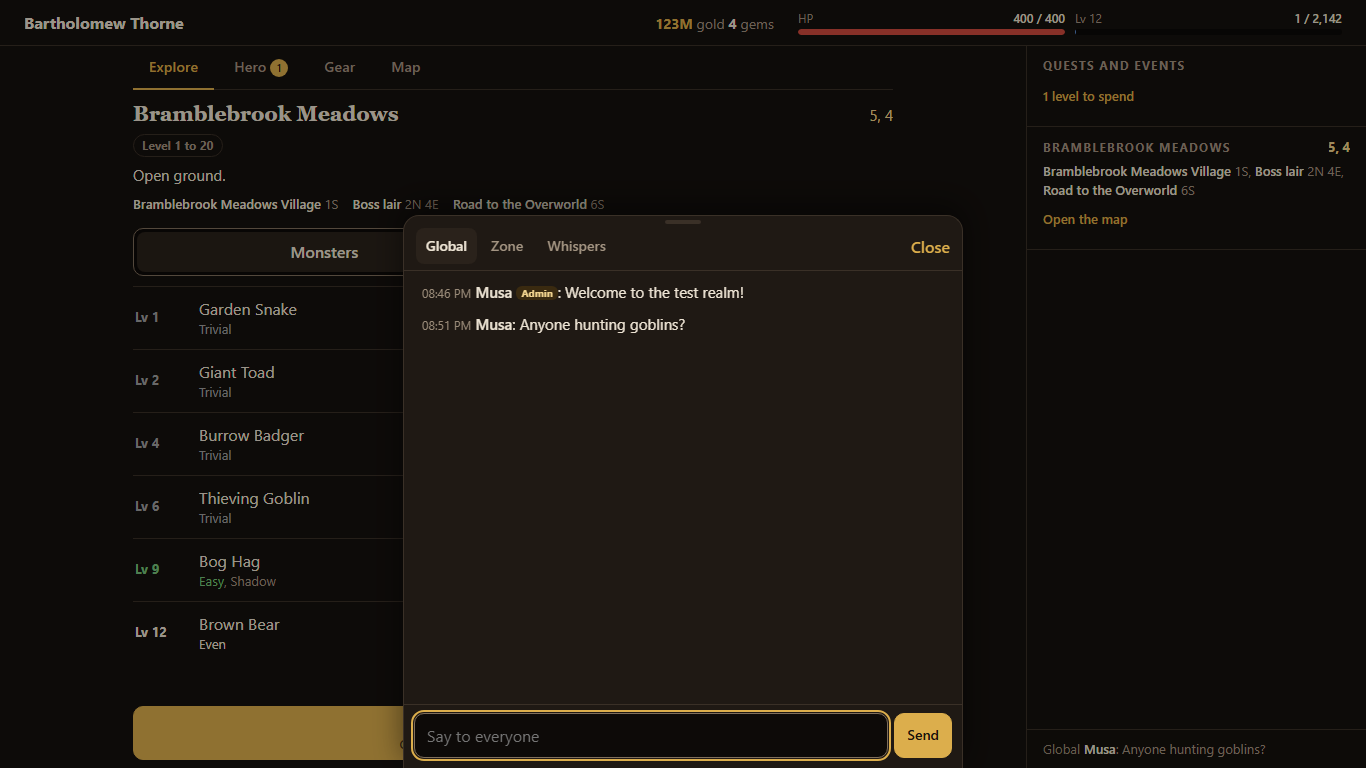 Bartholomew Thorne
123M gold 4 gems
HP 400 / 400
Lv 12 1 / 2,142
Explore Hero 1 Gear Map
Bramblebrook Meadows 5, 4
Level 1 to 20
Open ground.
Bramblebrook Meadows Village 1S Boss lair 2N 4E Road to the Overworld 6S
Monsters
Lv 1 Garden Snake
Trivial
Lv 2 Giant Toad
Trivial
Lv 4 Burrow Badger
Trivial
Lv 6 Thieving Goblin
Trivial
Lv 9 Bog Hag
Easy, Shadow
Lv 12 Brown Bear
Even
Global Zone Whispers Close
08:46 PM Musa Admin: Welcome to the test realm!
08:51 PM Musa: Anyone hunting goblins?
Say to everyone Send
QUESTS AND EVENTS
1 level to spend
BRAMBLEBROOK MEADOWS 5, 4
Bramblebrook Meadows Village 1S, Boss lair 2N 4E,
Road to the Overworld 6S
Open the map
Global Musa: Anyone hunting goblins?